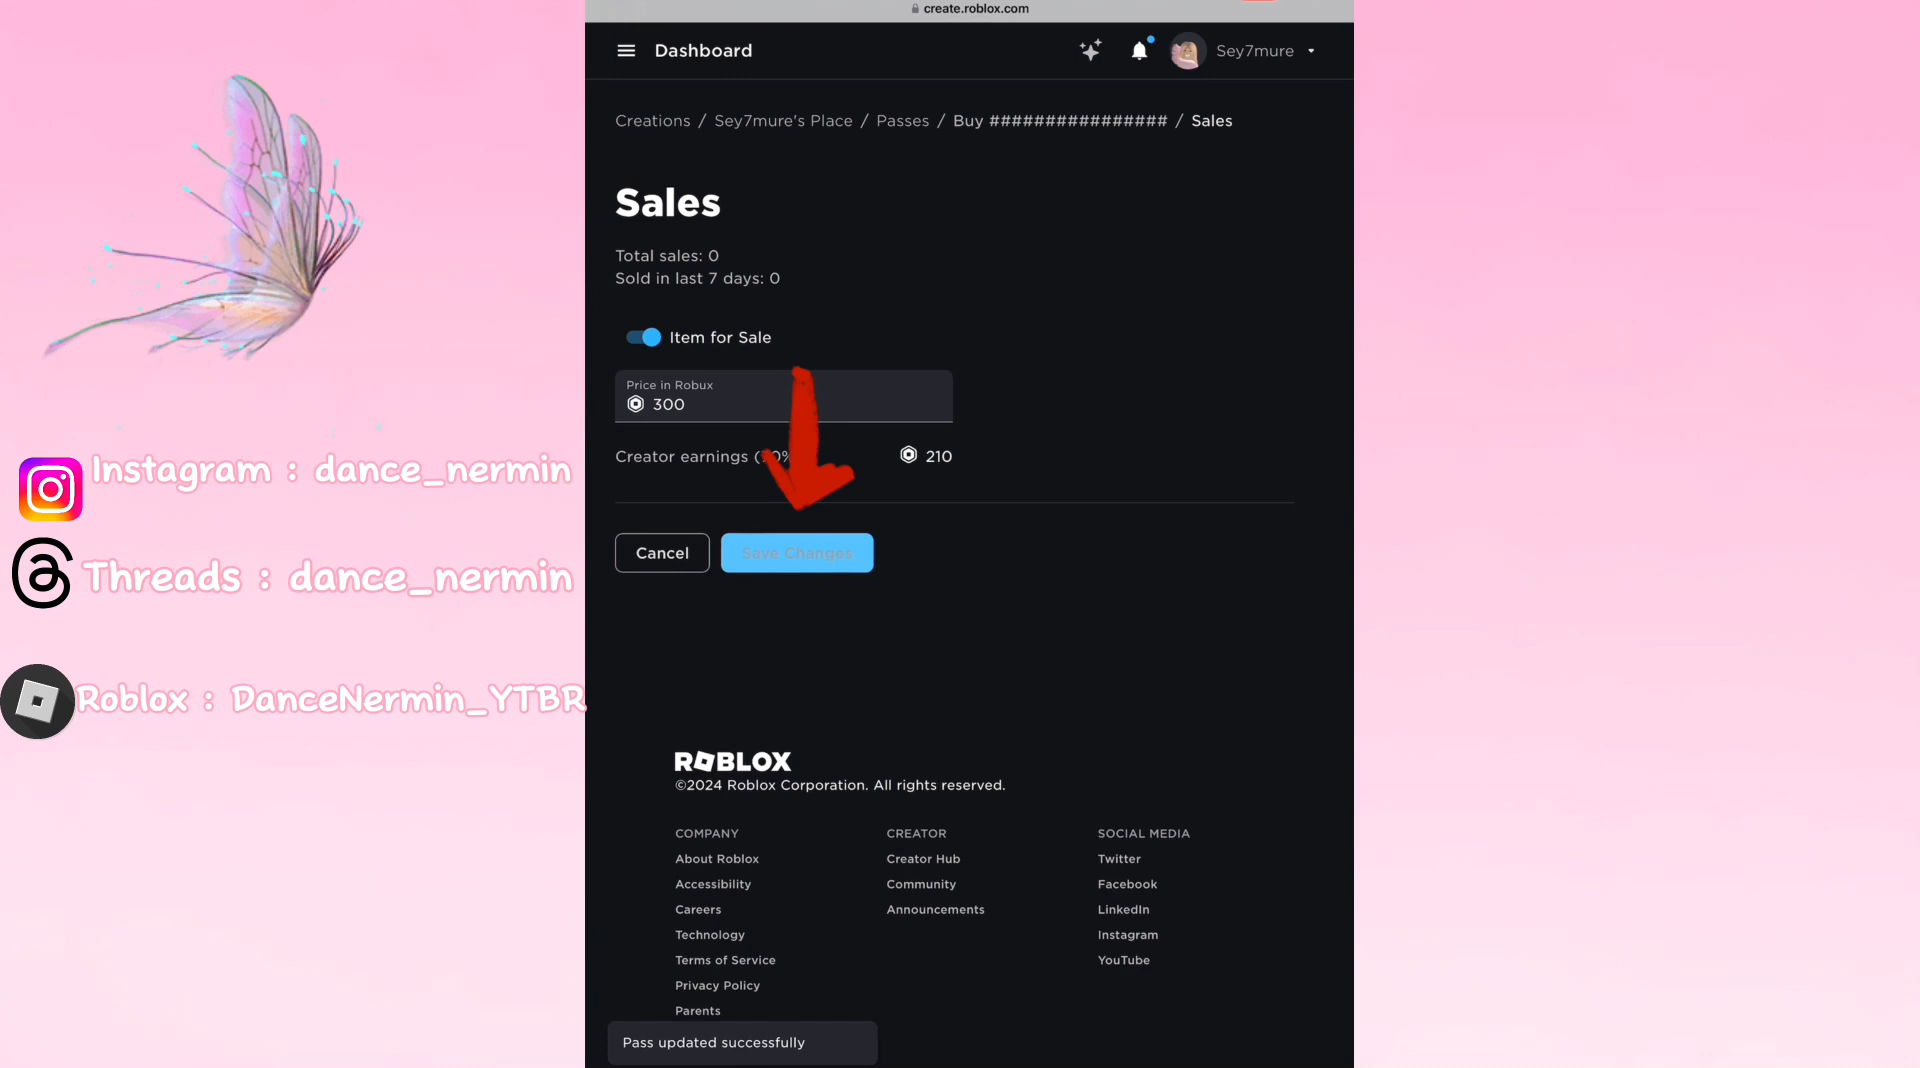 create.roblox.com
Dashboard
Sey7mure
Creations / Sey7mure's Place / Passes / Buy ################ / Sales
Sales
Total sales: 0
Sold in last 7 days: 0
Item for Sale
Price in Robux
300
Creator earnings
210
Cancel
Save Changes
Instagram : dance_nermin
Threads : dance_nermin
Roblox : DanceNermin_YTBR
ROBLOX
©2024 Roblox Corporation. All rights reserved.
COMPANY
About Roblox
Accessibility
Careers
Technology
Terms of Service
Privacy Policy
Parents
CREATOR
Creator Hub
Community
Announcements
SOCIAL MEDIA
Twitter
Facebook
LinkedIn
Instagram
YouTube
Pass updated successfully